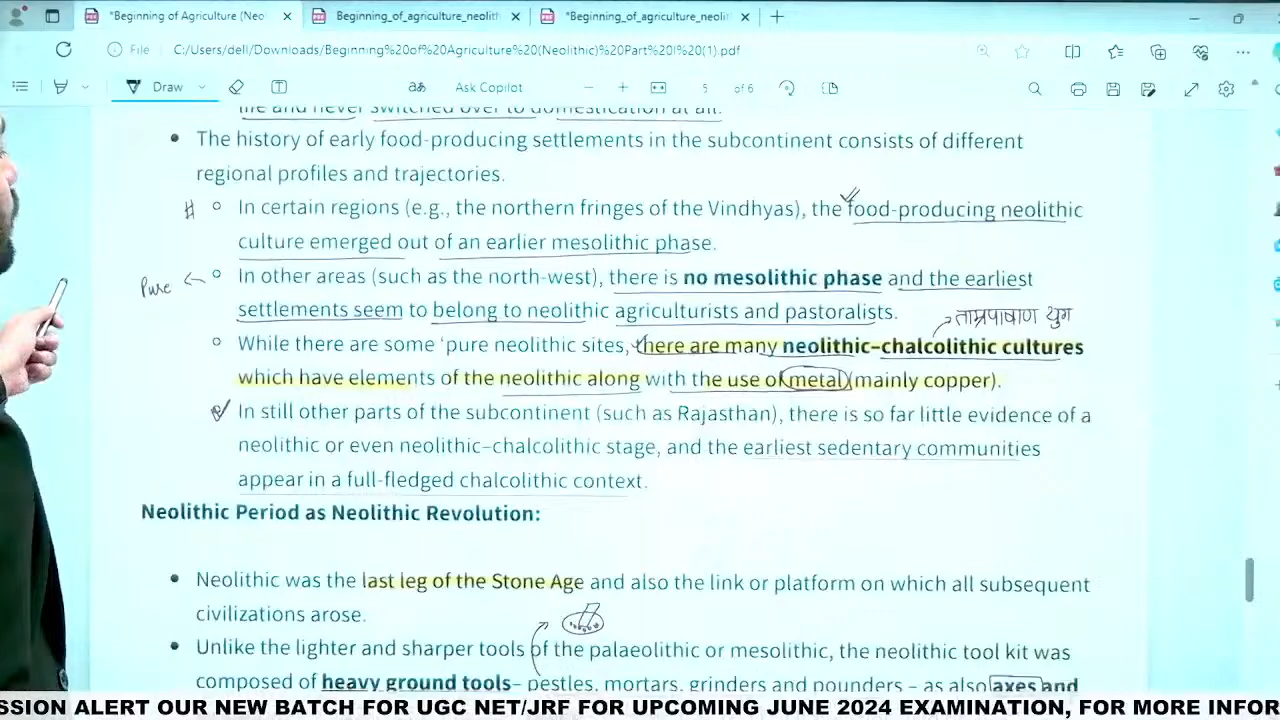 *Beginning of Agriculture (Neo
Beginning_of_agriculture_neolith
*Beginning_of_agriculture_neolit
File C:/Users/dell/Downloads/Beginning%20of%20Agriculture%20(Neolithic)%20Part%20I%20(1).pdf
Draw
Ask Copilot
5 of 6
life and never switched over to domestication at all.
• The history of early food-producing settlements in the subcontinent consists of different
regional profiles and trajectories.
# ○ In certain regions (e.g., the northern fringes of the Vindhyas), the food-producing neolithic
culture emerged out of an earlier mesolithic phase.
Pure ← ○ In other areas (such as the north-west), there is no mesolithic phase and the earliest
settlements seem to belong to neolithic agriculturists and pastoralists.
ताम्रपाषाण युग
○ While there are some ‘pure neolithic sites, there are many neolithic–chalcolithic cultures
which have elements of the neolithic along with the use of metal (mainly copper).
In still other parts of the subcontinent (such as Rajasthan), there is so far little evidence of a
neolithic or even neolithic–chalcolithic stage, and the earliest sedentary communities
appear in a full-fledged chalcolithic context.
Neolithic Period as Neolithic Revolution:
• Neolithic was the last leg of the Stone Age and also the link or platform on which all subsequent
civilizations arose.
• Unlike the lighter and sharper tools of the palaeolithic or mesolithic, the neolithic tool kit was
composed of heavy ground tools– pestles, mortars, grinders and pounders – as also axes and
SSION ALERT OUR NEW BATCH FOR UGC NET/JRF FOR UPCOMING JUNE 2024 EXAMINATION, FOR MORE INFOR